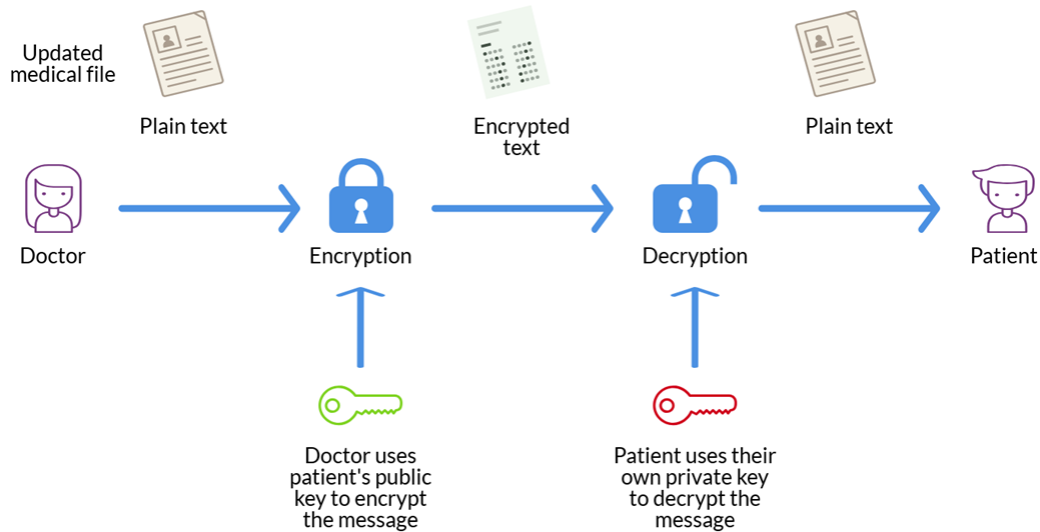 Updated
medical file
Plain text
Encrypted
text
Plain text
Doctor
Encryption
Decryption
Patient
Doctor uses
patient's public
key to encrypt
the message
Patient uses their
own private key
to decrypt the
message